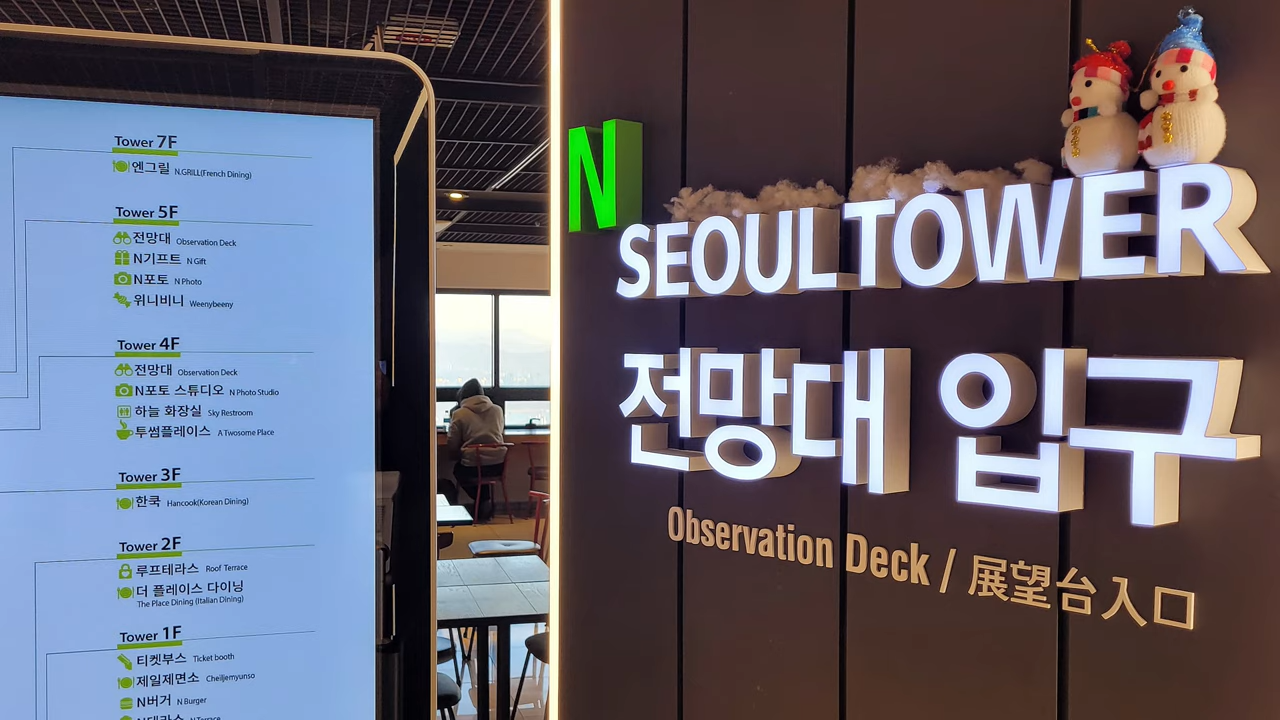 Tower 7F
엔그릴 N.GRILL(French Dining)
Tower 5F
전망대 Observation Deck
N기프트 N Gift
N포토 N Photo
위니비니 Weenybeeny
Tower 4F
전망대 Observation Deck
N포토 스튜디오 N Photo Studio
하늘 화장실 Sky Restroom
투썸플레이스 A Twosome Place
Tower 3F
한쿡 Hancook(Korean Dining)
Tower 2F
루프테라스 Roof Terrace
더 플레이스 다이닝
The Place Dining (Italian Dining)
Tower 1F
티켓부스 Ticket booth
제일제면소 Cheiljemyunso
N버거 N Burger
N테라스 N Terrace
N SEOULTOWER
전망대 입구
Observation Deck / 展望台入口